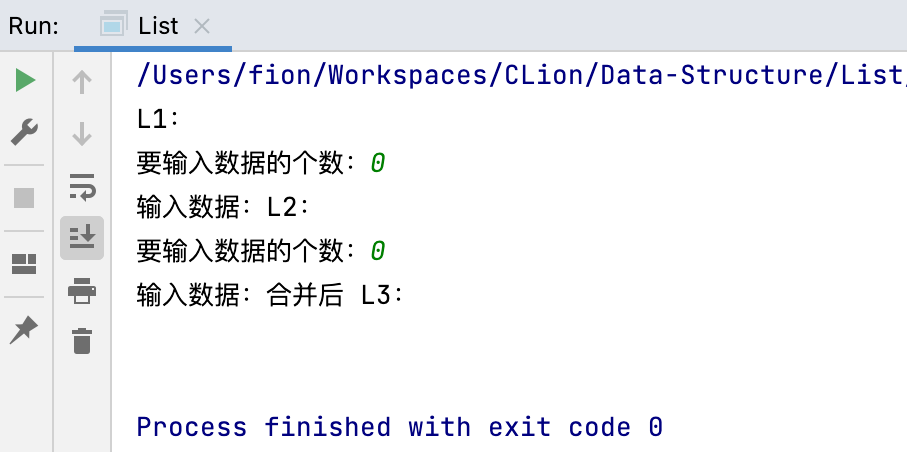 Run: List
/Users/fion/Workspaces/CLion/Data-Structure/List/
L1:
要输入数据的个数: 0
输入数据: L2:
要输入数据的个数: 0
输入数据: 合并后 L3:
Process finished with exit code 0